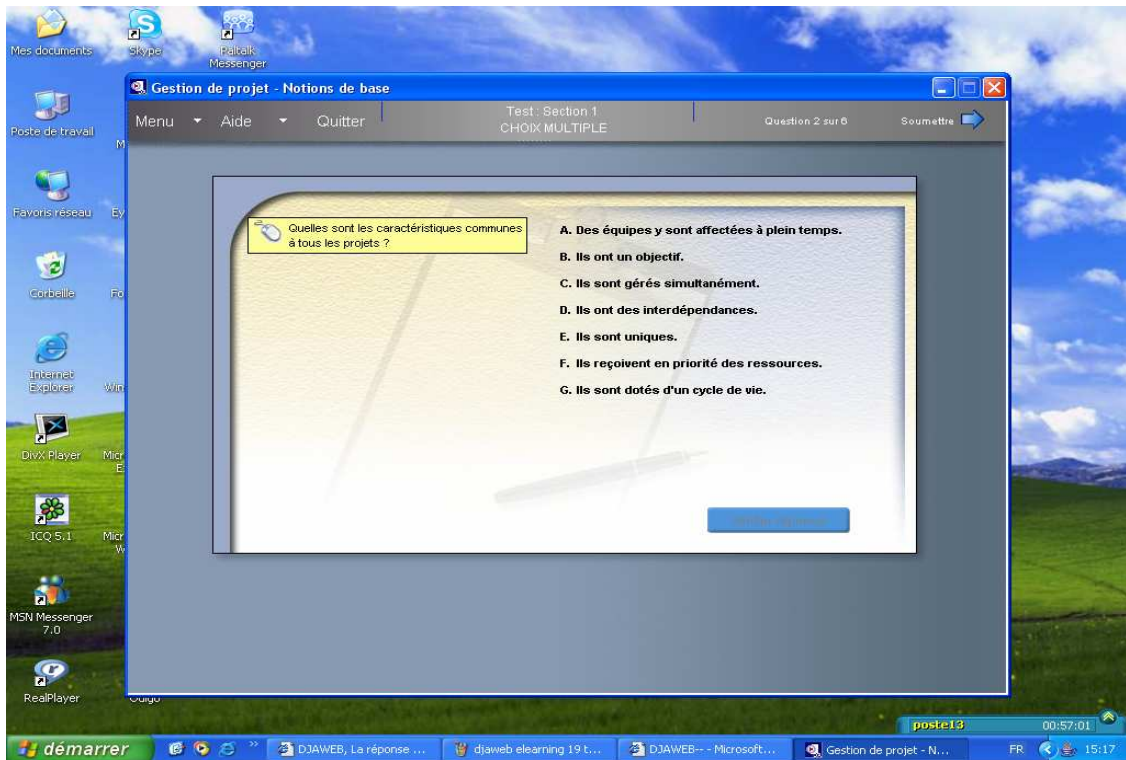 Mes documents
Skype
Paltalk
Messenger
Gestion de projet - Notions de base
Menu
Aide
Quitter
Test : Section 1
CHOIX MULTIPLE
Question 2 sur 6
Soumettre
Poste de travail
M
Quelles sont les caractéristiques communes
à tous les projets ?
A. Des équipes y sont affectées à plein temps.
B. Ils ont un objectif.
C. Ils sont gérés simultanément.
D. Ils ont des interdépendances.
E. Ils sont uniques.
F. Ils reçoivent en priorité des ressources.
G. Ils sont dotés d'un cycle de vie.
Favoris réseau
Ey
Corbeille
Fo
Internet
Explorer
Win
DivX Player
Micr
E
ICQ 5.1
Micr
W
MSN Messenger
7.0
RealPlayer
poste13
00:57:01
démarrer
DJAWEB, La réponse ...
djaweb elearning 19 t...
DJAWEB-- - Microsoft...
Gestion de projet - N...
FR
15:17